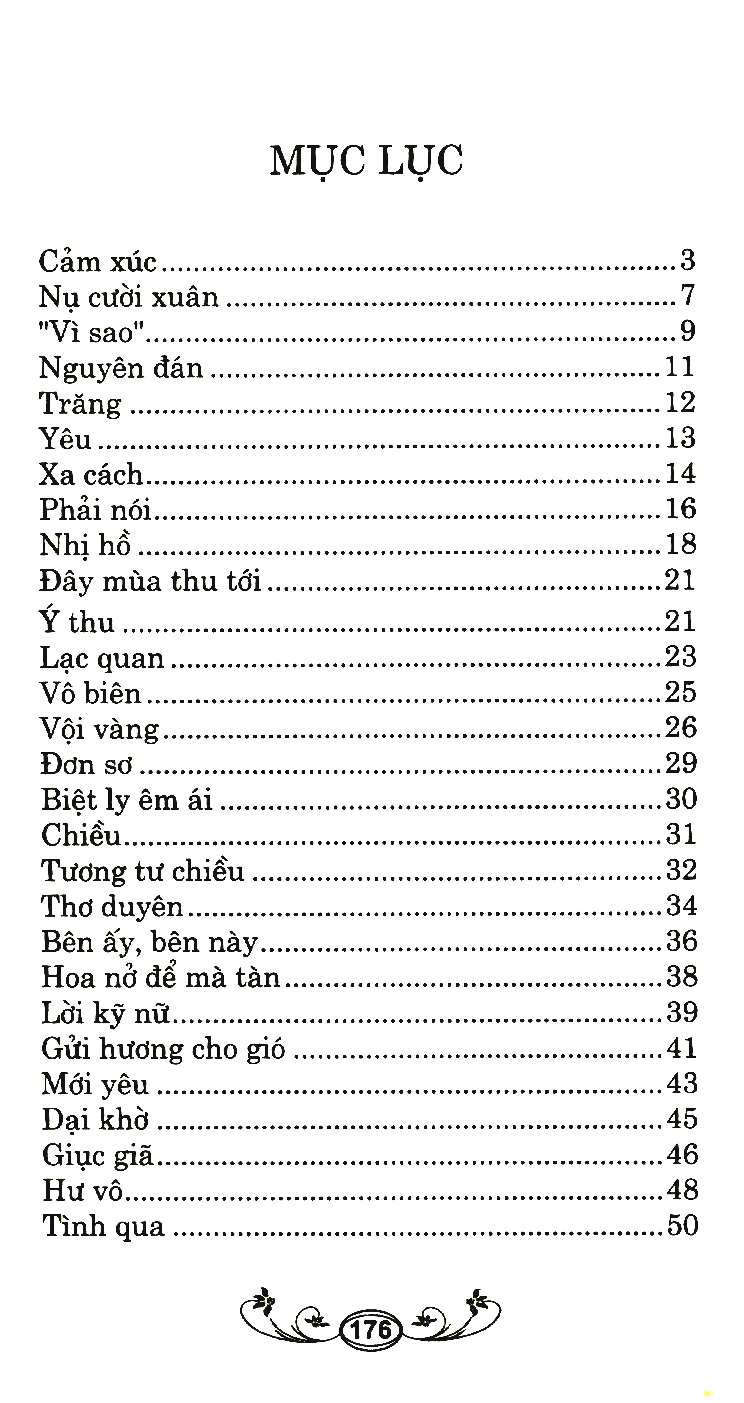 MỤC LỤC
Cảm xúc................................................................3
Nụ cười xuân........................................................7
"Vì sao"..................................................................9
Nguyên đán........................................................11
Trăng..................................................................12
Yêu......................................................................13
Xa cách................................................................14
Phải nói...............................................................16
Nhị hồ.................................................................18
Đây mùa thu tới.................................................21
Ý thu...................................................................21
Lạc quan.............................................................23
Vô biên................................................................25
Vội vàng..............................................................26
Đơn sơ.................................................................29
Biệt ly êm ái.......................................................30
Chiều...................................................................31
Tương tư chiều...................................................32
Thơ duyên...........................................................34
Bên ấy, bên này..................................................36
Hoa nở để mà tàn...............................................38
Lời kỹ nữ.............................................................39
Gửi hương cho gió..............................................41
Mới yêu...............................................................43
Dại khờ...............................................................45
Giục giã...............................................................46
Hư vô...................................................................48
Tình qua.............................................................50
176